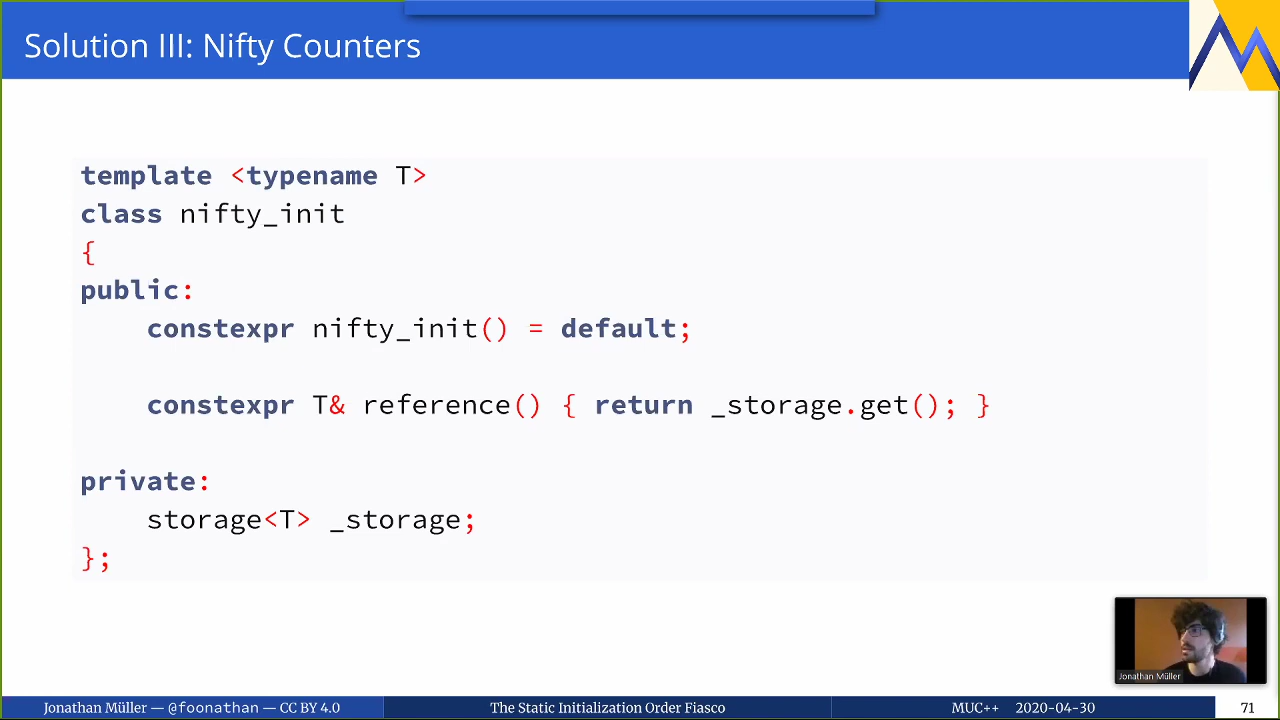 Solution III: Nifty Counters
template <typename T>
class nifty_init
{
public:
    constexpr nifty_init() = default;
    constexpr T& reference() { return _storage.get(); }
private:
    storage<T> _storage;
};
Jonathan Müller
Jonathan Müller — @foonathan — CC BY 4.0
The Static Initialization Order Fiasco
MUC++ 2020-04-30
71